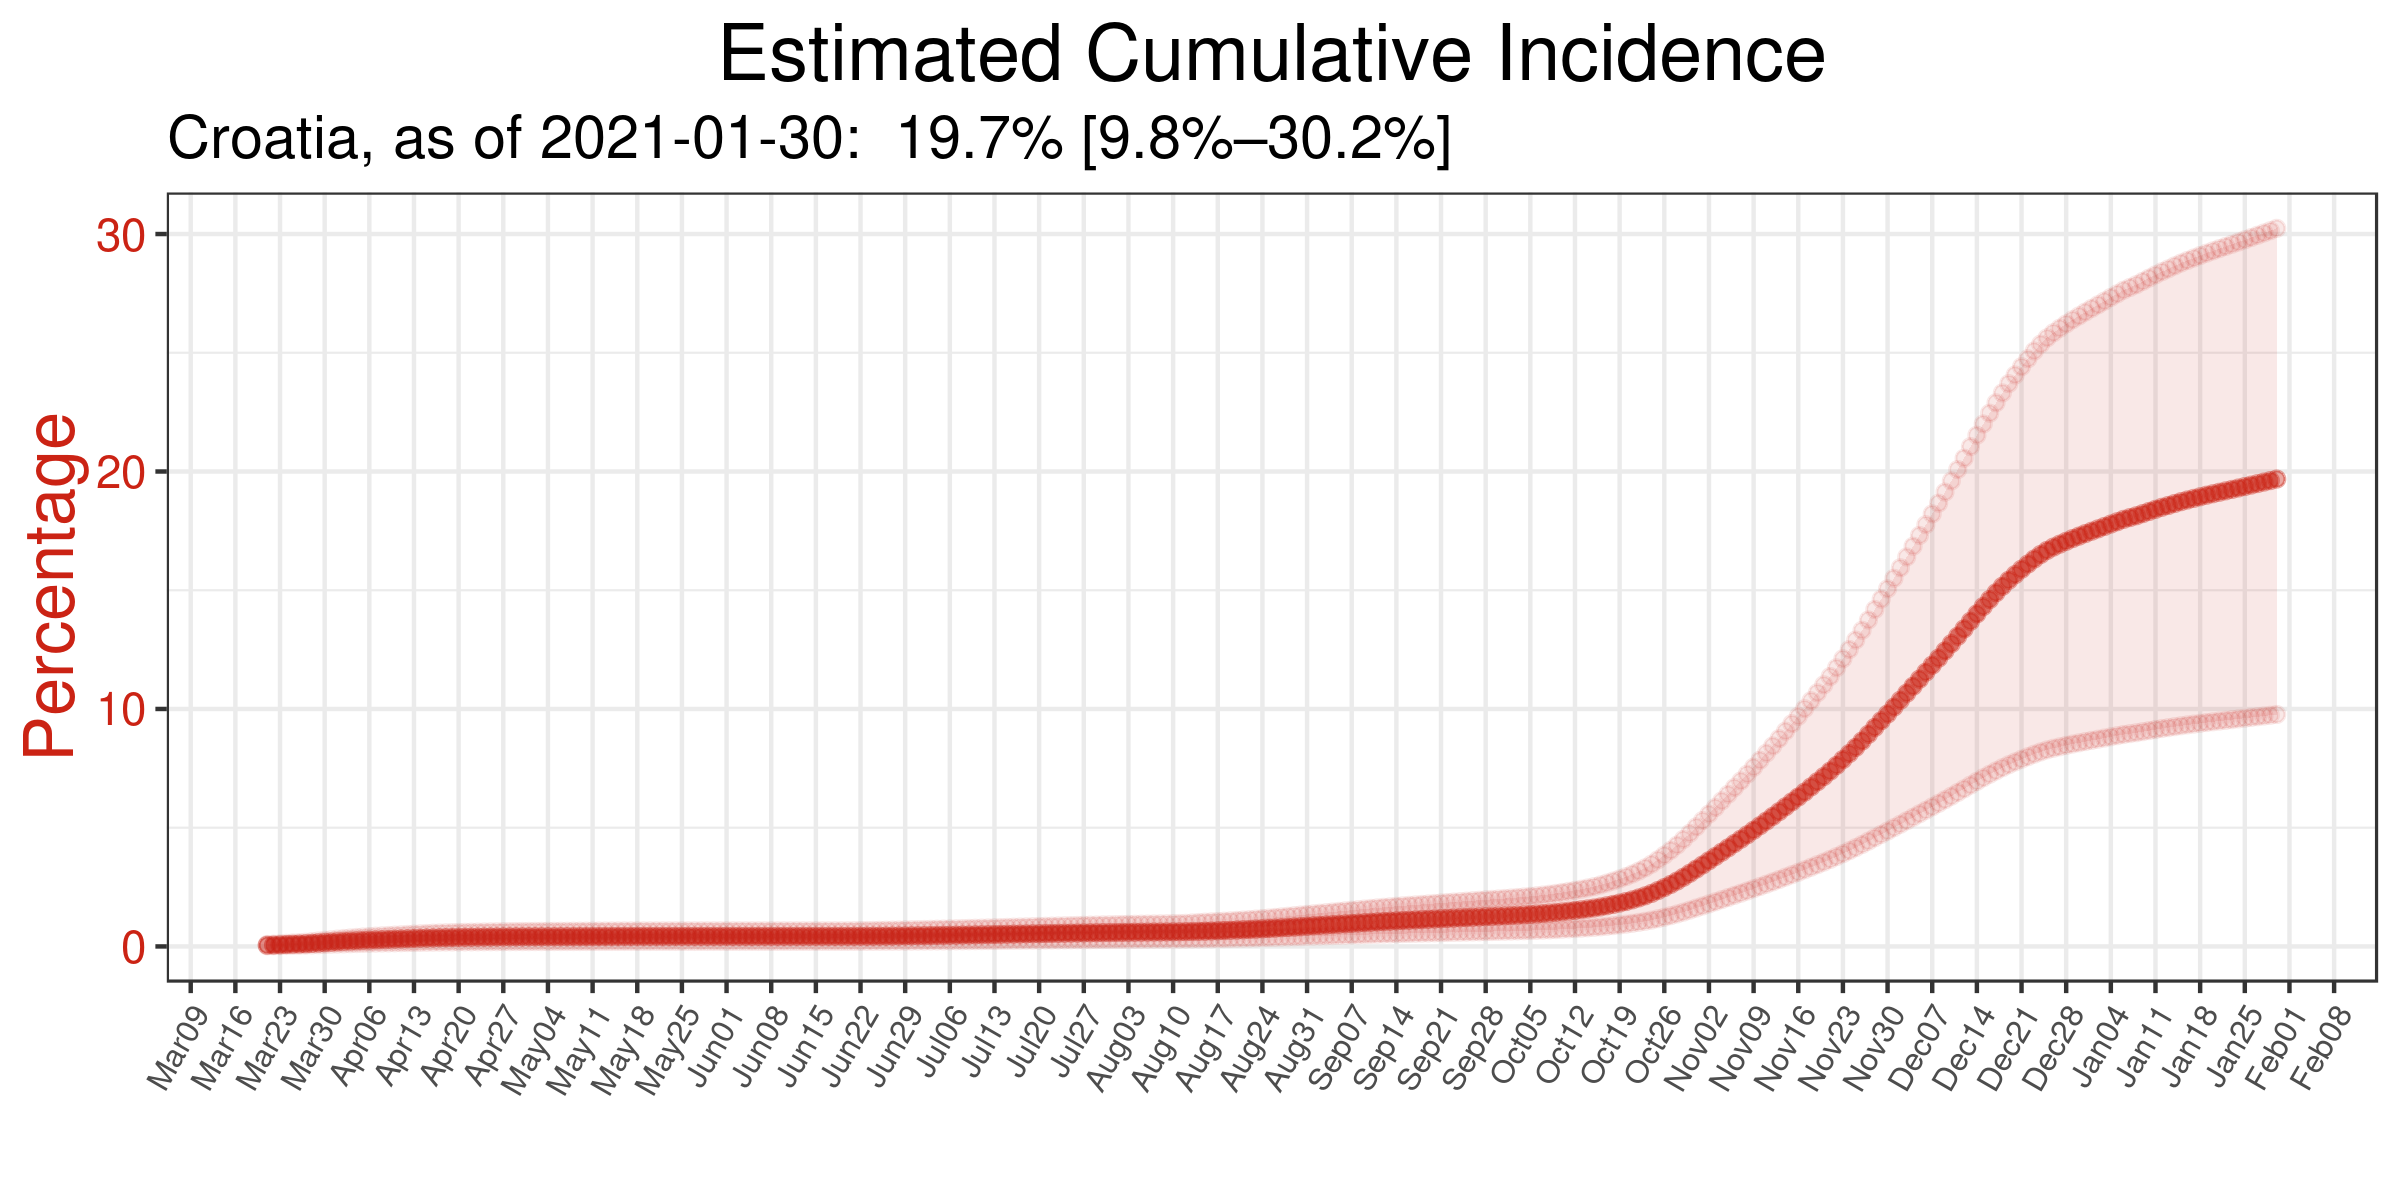 Estimated Cumulative Incidence
Croatia, as of 2021-01-30:  19.7% [9.8%–30.2%]
Percentage
30
20
10
0
Mar09 Mar16 Mar23 Mar30 Apr06 Apr13 Apr20 Apr27 May04 May11 May18 May25 Jun01 Jun08 Jun15 Jun22 Jun29 Jul06 Jul13 Jul20 Jul27 Aug03 Aug10 Aug17 Aug24 Aug31 Sep07 Sep14 Sep21 Sep28 Oct05 Oct12 Oct19 Oct26 Nov02 Nov09 Nov16 Nov23 Nov30 Dec07 Dec14 Dec21 Dec28 Jan04 Jan11 Jan18 Jan25 Feb01 Feb08